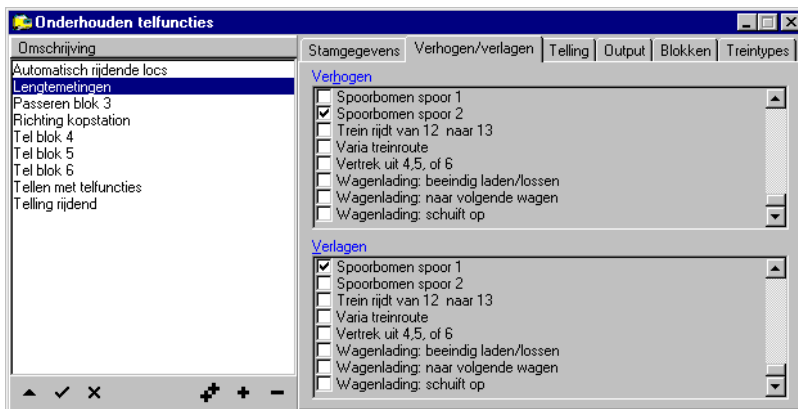 Onderhouden telfuncties
Omschrijving
Automatisch rijdende locs
Lengtemetingen
Passeren blok 3
Richting kopstation
Tel blok 4
Tel blok 5
Tel blok 6
Tellen met telfuncties
Telling rijdend
Stamgegevens Verhogen/verlagen Telling Output Blokken Treintypes
Verhogen
Spoorbomen spoor 1
Spoorbomen spoor 2
Trein rijdt van 12 naar 13
Varia treinroute
Vertrek uit 4,5, of 6
Wagenlading: beeindig laden/lossen
Wagenlading: naar volgende wagen
Wagenlading: schuift op
Verlagen
Spoorbomen spoor 1
Spoorbomen spoor 2
Trein rijdt van 12 naar 13
Varia treinroute
Vertrek uit 4,5, of 6
Wagenlading: beeindig laden/lossen
Wagenlading: naar volgende wagen
Wagenlading: schuift op